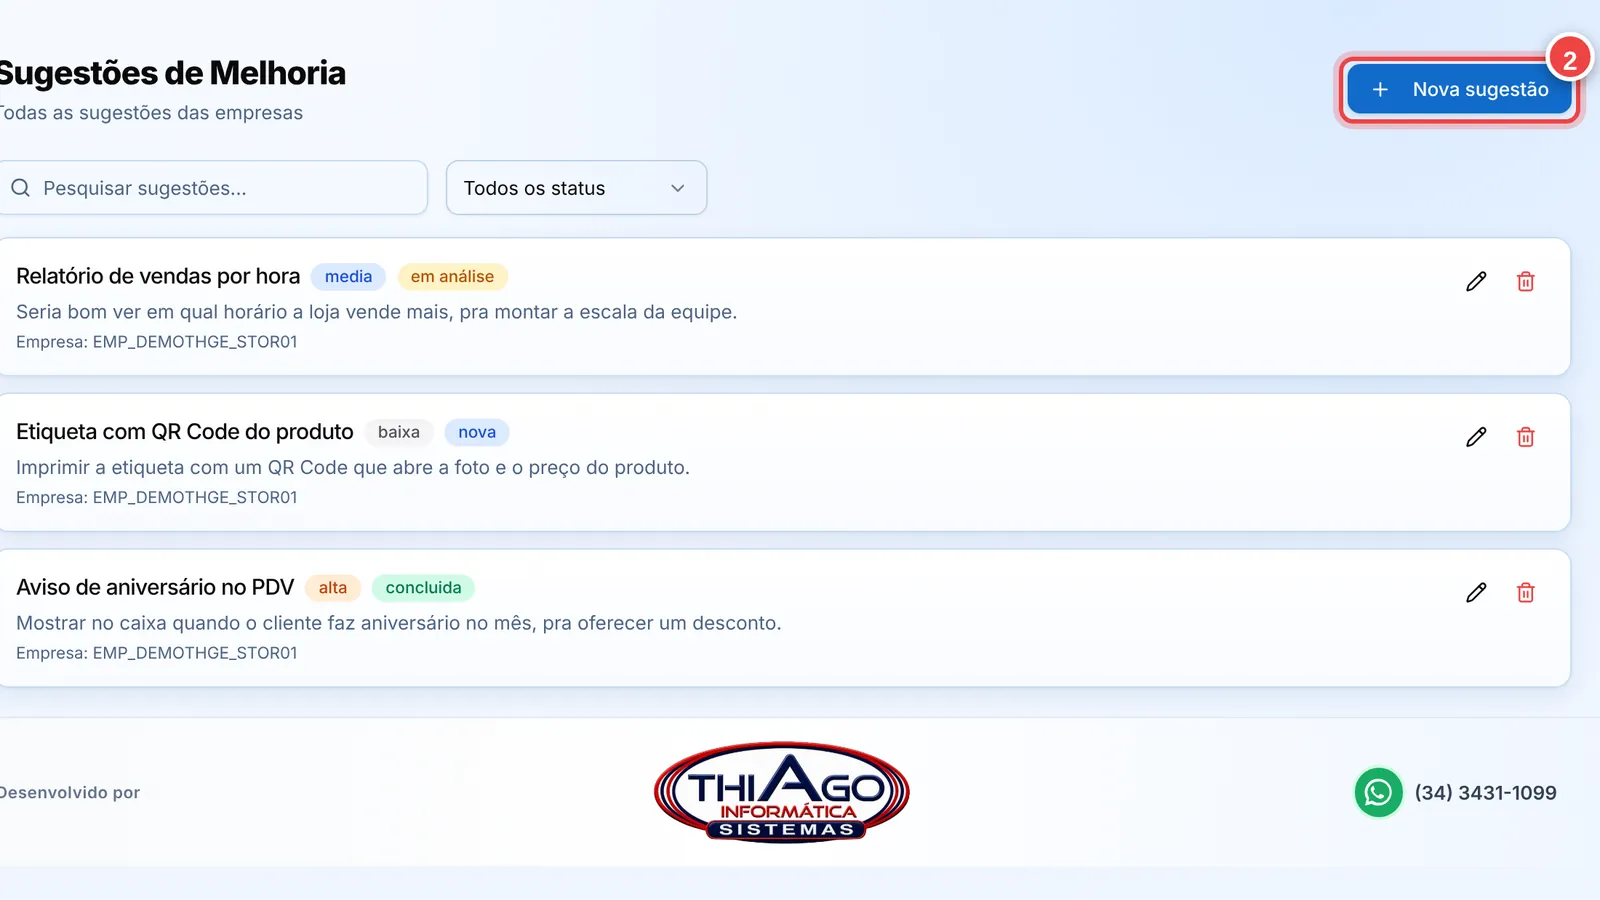 Sugestões de Melhoria
Todas as sugestões das empresas
2
Nova sugestão
Pesquisar sugestões...
Todos os status
Relatório de vendas por hora media em análise
Seria bom ver em qual horário a loja vende mais, pra montar a escala da equipe.
Empresa: EMP_DEMOTHGE_STOR01
Etiqueta com QR Code do produto baixa nova
Imprimir a etiqueta com um QR Code que abre a foto e o preço do produto.
Empresa: EMP_DEMOTHGE_STOR01
Aviso de aniversário no PDV alta concluida
Mostrar no caixa quando o cliente faz aniversário no mês, pra oferecer um desconto.
Empresa: EMP_DEMOTHGE_STOR01
Desenvolvido por
THIAGO
INFORMÁTICA
SISTEMAS
(34) 3431-1099